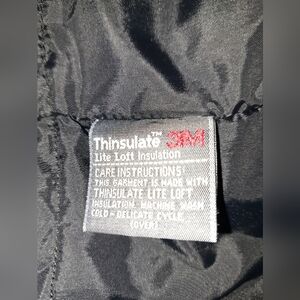 Thinsulate™ 3M
Lite Loft Insulation
CARE INSTRUCTIONS:
THIS GARMENT IS MADE WITH
THINSULATE LITE LOFT
INSULATION. MACHINE WASH
COLD - DELICATE CYCLE
(OVER)